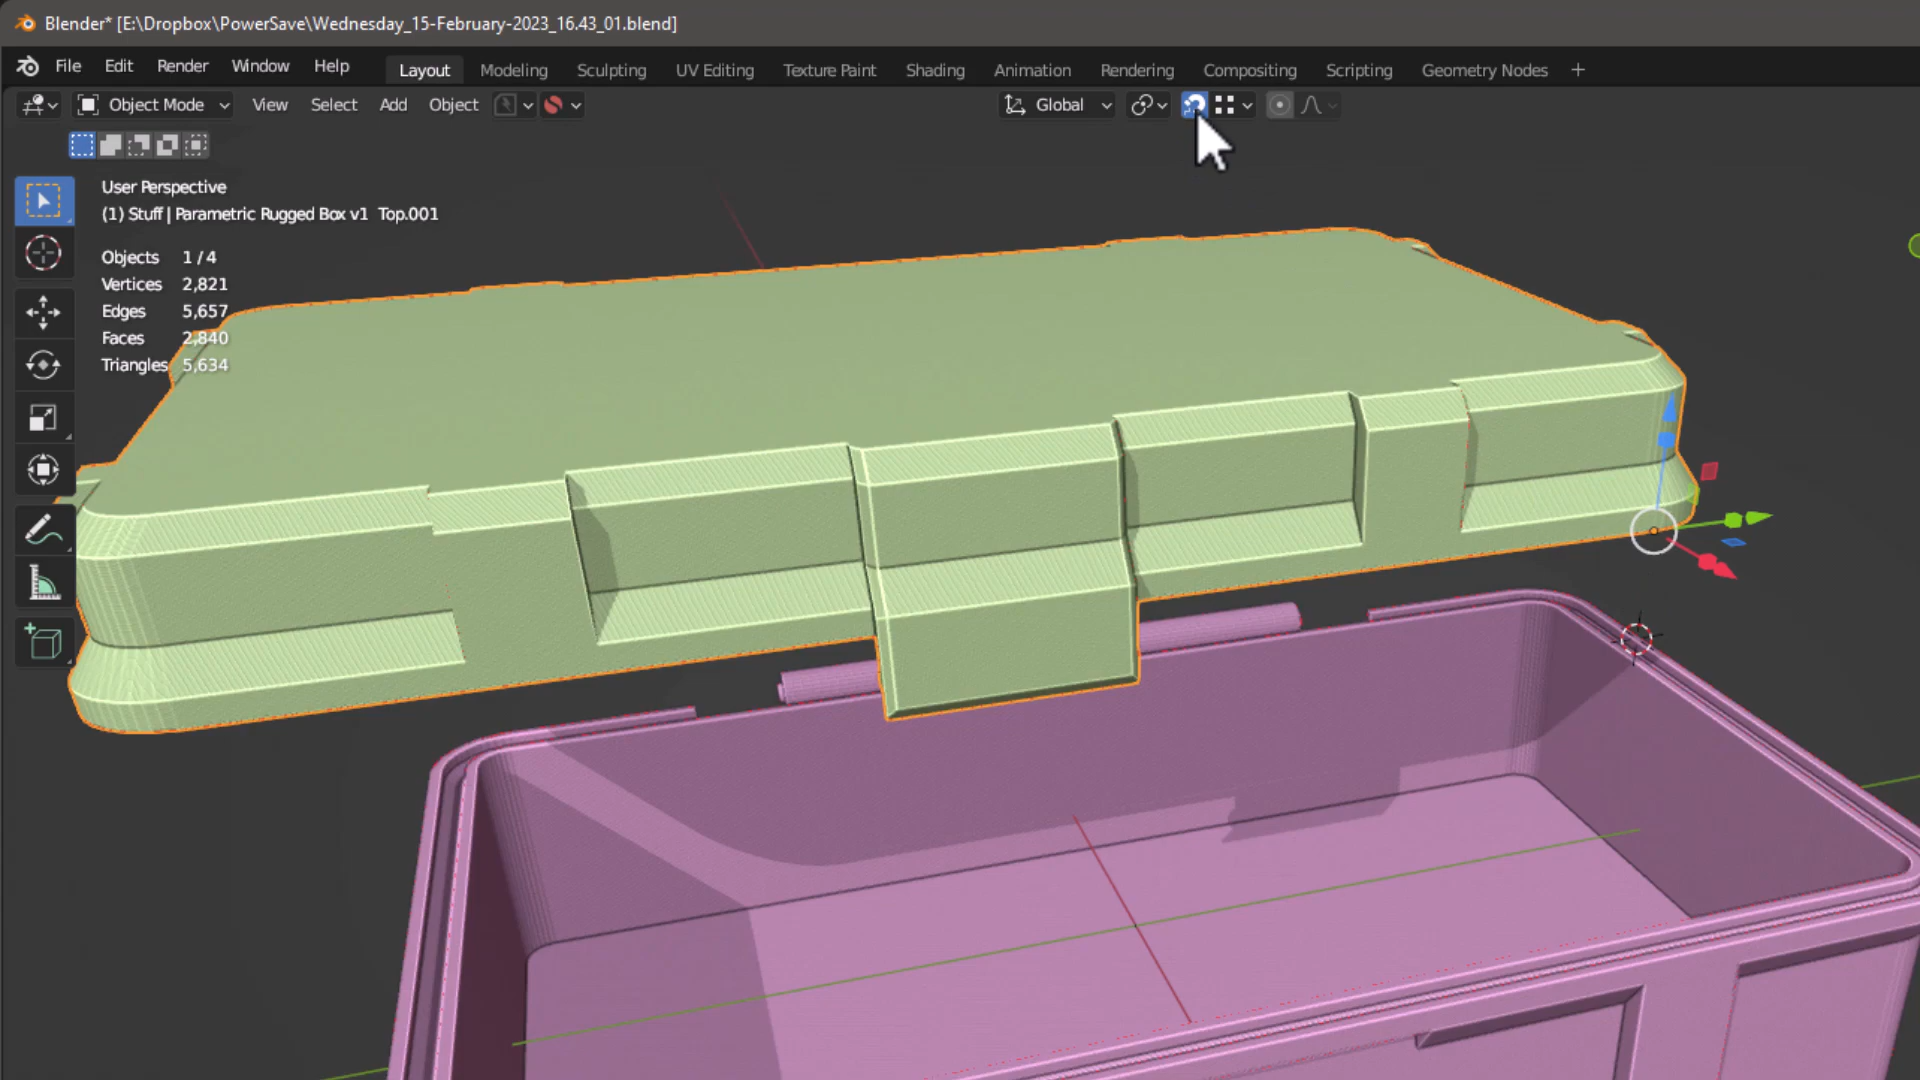 Blender* [E:\Dropbox\PowerSave\Wednesday_15-February-2023_16.43_01.blend]
File Edit Render Window Help Layout Modeling Sculpting UV Editing Texture Paint Shading Animation Rendering Compositing Scripting Geometry Nodes +
Object Mode View Select Add Object Global
User Perspective
(1) Stuff | Parametric Rugged Box v1 Top.001
Objects 1/4
Vertices 2,821
Edges 5,657
Faces 2,840
Triangles 5,634